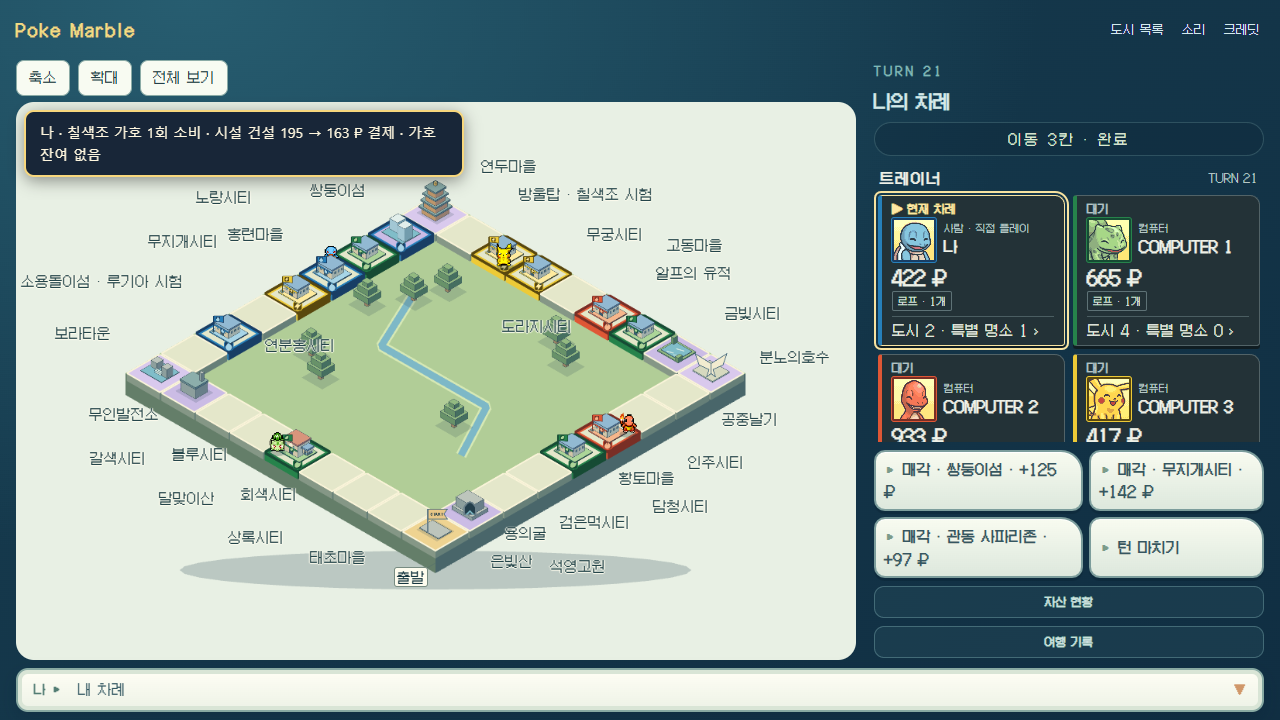 Poke Marble
도시 목록
소리
크레딧
축소
확대
전체 보기
TURN 21
나의 차례
이동 3칸 · 완료
나 · 칠색조 가호 1회 소비 · 시설 건설 195 → 163 ₽ 결제 · 가호
잔여 없음
연두마을
노랑시티
쌍둥이섬
방울탑 · 칠색조 시험
무지개시티
홍련마을
무궁시티
고동마을
소용돌이섬 · 루기아 시험
알프의 유적
보라타운
연분홍시티
도라지시티
금빛시티
분노의호수
무인발전소
공중날기
갈색시티
블루시티
인주시티
황토마을
달맞이산
회색시티
담청시티
검은먹시티
상록시티
용의굴
태초마을
은빛산
석영고원
START
출발
트레이너
TURN 21
▶ 현재 차례
사람 · 직접 플레이
나
422 ₽
로프 · 1개
도시 2 · 특별 명소 1 ›
대기
컴퓨터
COMPUTER 1
665 ₽
로프 · 1개
도시 4 · 특별 명소 0 ›
대기
컴퓨터
COMPUTER 2
933 ₽
대기
컴퓨터
COMPUTER 3
417 ₽
▶ 매각 · 쌍둥이섬 · +125
₽
▶ 매각 · 무지개시티 ·
+142 ₽
▶ 매각 · 관동 사파리존 ·
+97 ₽
▶ 턴 마치기
자산 현황
여행 기록
나 ▶ 내 차례
▼